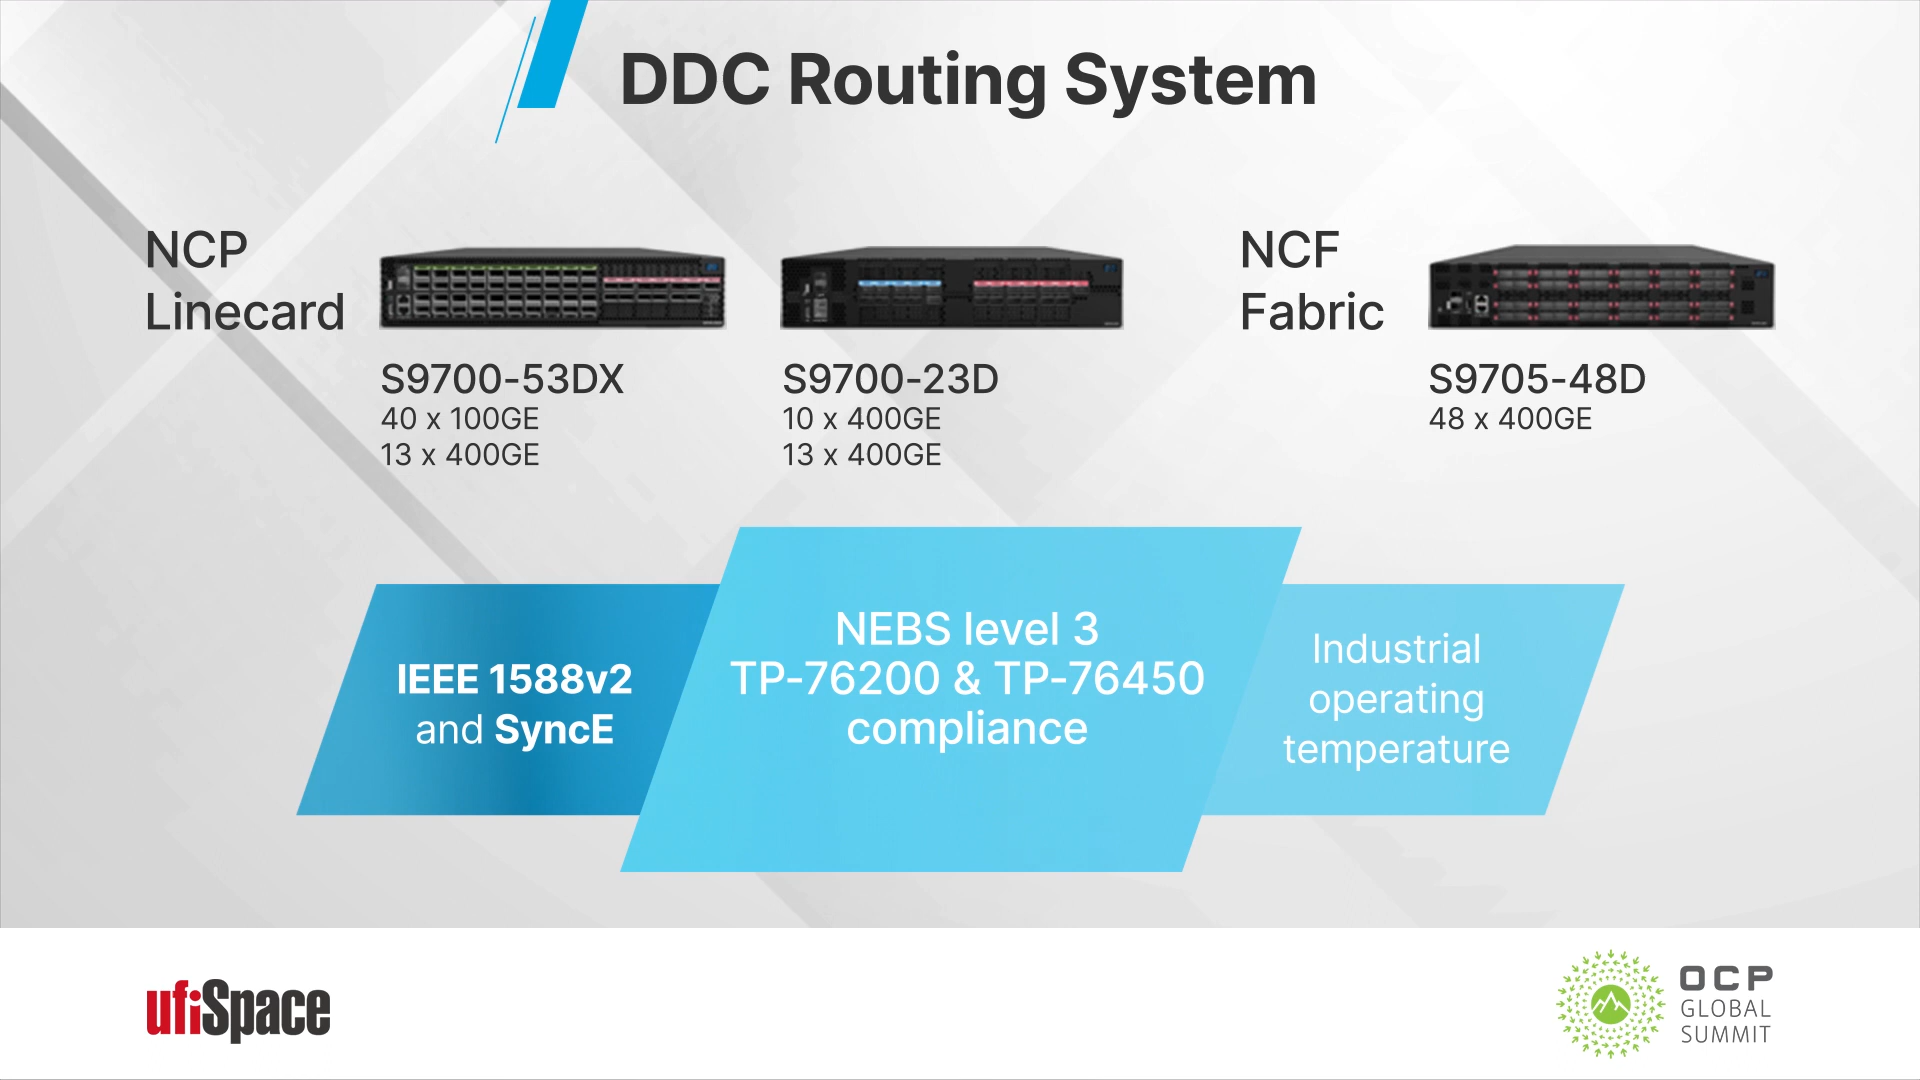 DDC Routing System
NCP
Linecard
S9700-53DX
40 x 100GE
13 x 400GE
S9700-23D
10 x 400GE
13 x 400GE
NCF
Fabric
S9705-48D
48 x 400GE
IEEE 1588v2
and SyncE
NEBS level 3
TP-76200 & TP-76450
compliance
Industrial
operating
temperature
ufiSpace
OCP
GLOBAL
SUMMIT